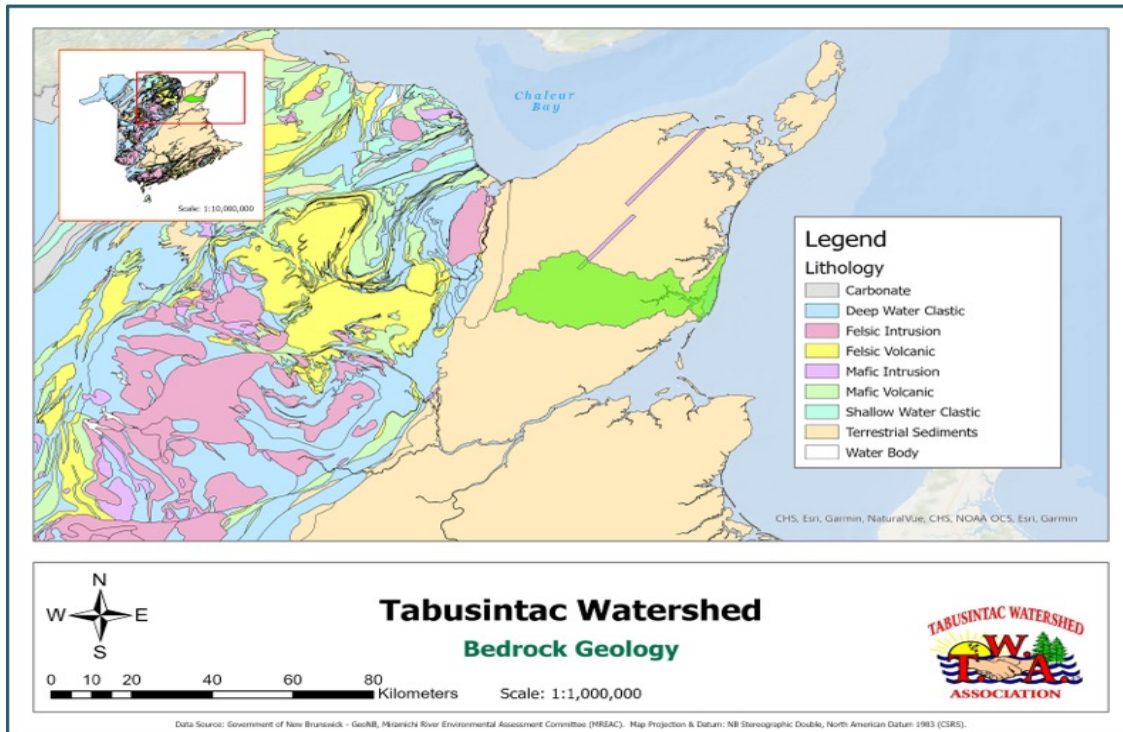 Chaleur
Bay
Scale: 1:10,000,000
Legend
Lithology
Carbonate
Deep Water Clastic
Felsic Intrusion
Felsic Volcanic
Mafic Intrusion
Mafic Volcanic
Shallow Water Clastic
Terrestrial Sediments
Water Body
CHS, Esri, Garmin, NaturalVue, CHS, NOAA OCS, Esri, Garmin
N
W E
S
0 5 10 20 40 60 80
Kilometers
Scale: 1:1,000,000
Tabusintac Watershed
Bedrock Geology
TABUSINTAC WATERSHED
T.W.A.
ASSOCIATION
Data Source: Government of New Brunswick - GeoNB, Miramichi River Environmental Assessment Committee (MREAC). Map Projection & Datum: NB Stereographic Double, North American Datum 1983 (CSRS).